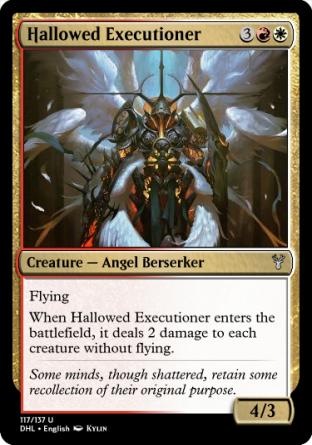 Hallowed Executioner 3
Creature — Angel Berserker
Flying
When Hallowed Executioner enters the
battlefield, it deals 2 damage to each
creature without flying.
Some minds, though shattered, retain some
recollection of their original purpose.
4/3
117/137 U
DHL • English Kylin